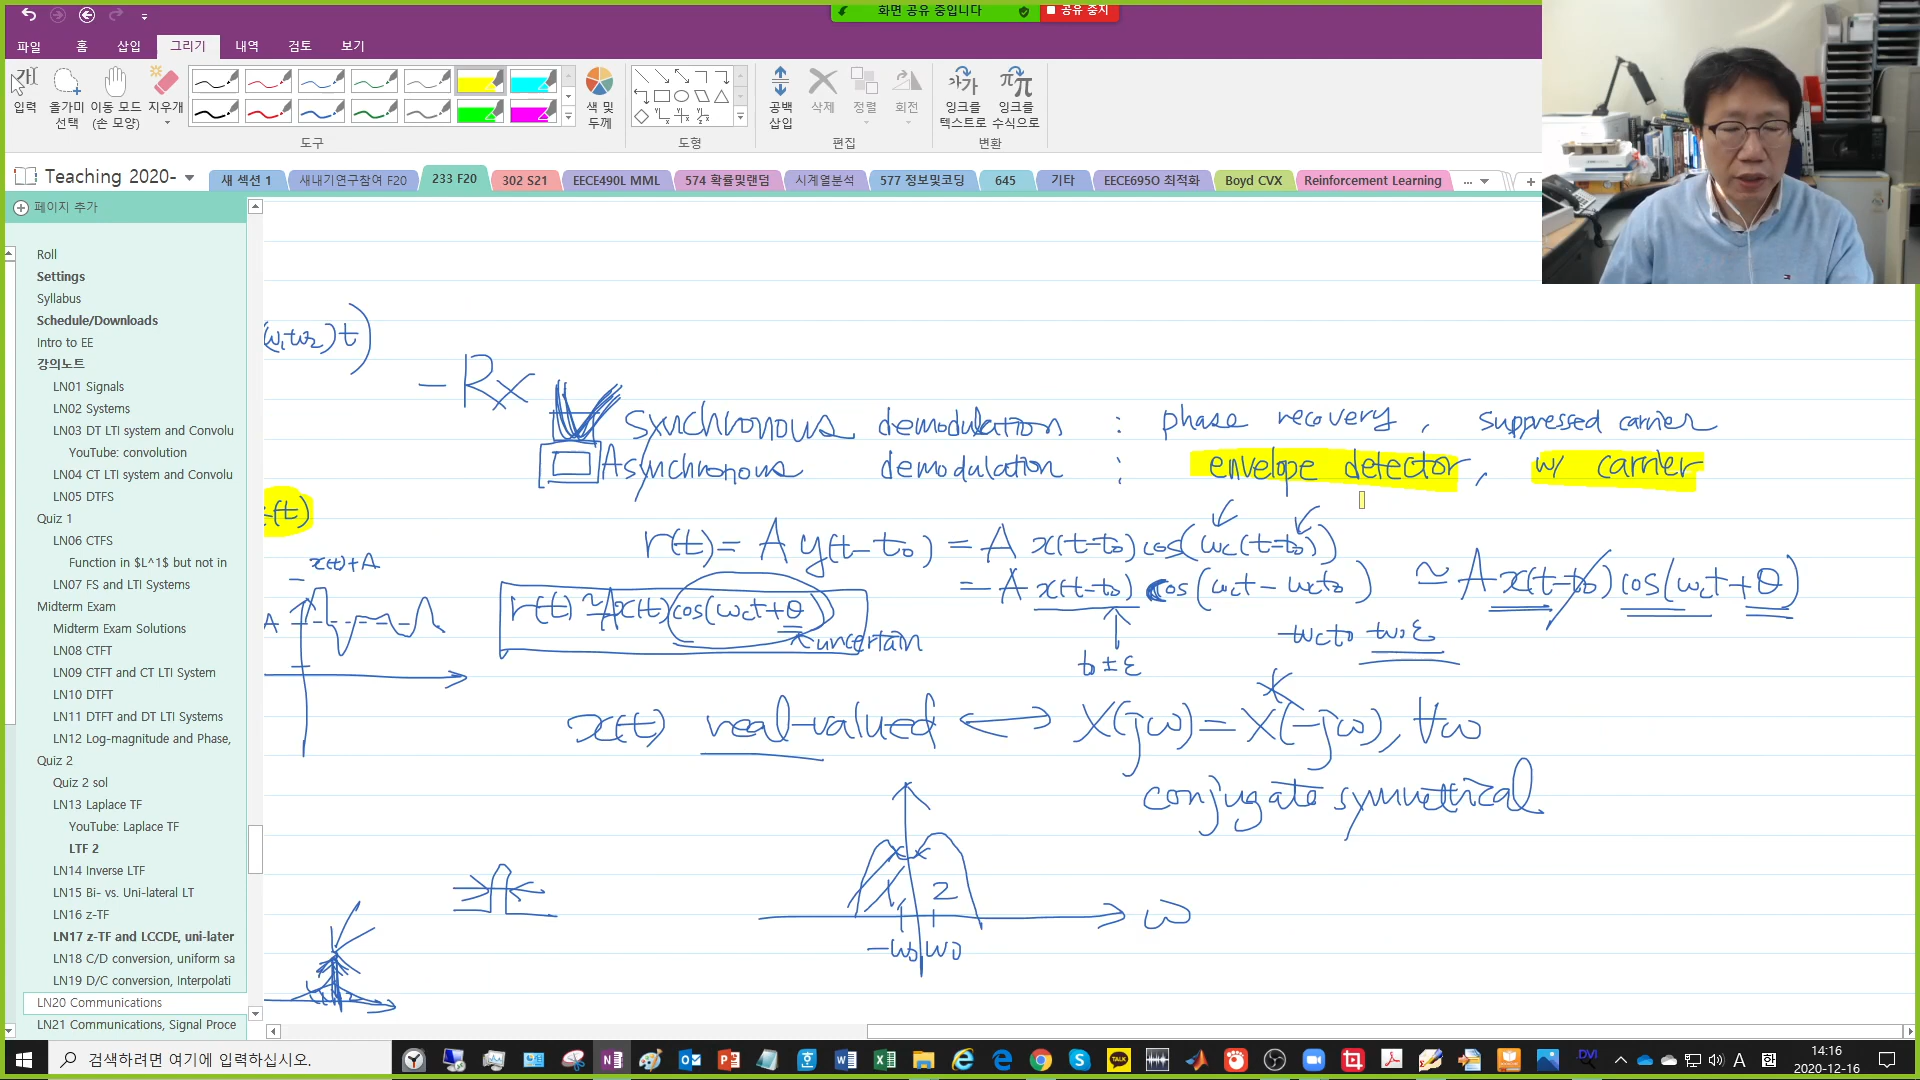 화면 공유 중입니다 공유 중지
파일 홈 삽입 그리기 내역 검토 보기
입력 올가미 선택 이동 모드 (손 모양) 지우개
색 및 두께
공백 삽입 삭제 정렬 회전
잉크를 텍스트로 잉크를 수식으로
도구 도형 편집 변환
Teaching 2020- 새 섹션 1 새내기연구참여 F20 233 F20 302 S21 EECE490L MML 574 확률및랜덤 시계열분석 577 정보및코딩 645 기타 EECE695O 최적화 Boyd CVX Reinforcement Learning ...
페이지 추가
Roll
Settings
Syllabus
Schedule/Downloads
Intro to EE
강의노트
LN01 Signals
LN02 Systems
LN03 DT LTI system and Convolu
YouTube: convolution
LN04 CT LTI system and Convolu
LN05 DTFS
Quiz 1
LN06 CTFS
Function in $L^1$ but not in
LN07 FS and LTI Systems
Midterm Exam
Midterm Exam Solutions
LN08 CTFT
LN09 CTFT and CT LTI System
LN10 DTFT
LN11 DTFT and DT LTI Systems
LN12 Log-magnitude and Phase,
Quiz 2
Quiz 2 sol
LN13 Laplace TF
YouTube: Laplace TF
LTF 2
LN14 Inverse LTF
LN15 Bi- vs. Uni-lateral LT
LN16 z-TF
LN17 z-TF and LCCDE, uni-later
LN18 C/D conversion, uniform sa
LN19 D/C conversion, Interpolati
LN20 Communications
LN21 Communications, Signal Proce
(ω1+ω2)t)
- Rx
Synchronous demodulation : phase recovery, suppressed carrier
Asynchronous demodulation : envelope detector, w/ carrier
(t)
x(t)+A
A
r(t) = A y(t-t0) = A x(t-t0) cos(ωc(t-t0))
= A x(t-t0) cos(ωct - ωct0) ≃ A x(t-t0) cos(ωct+θ)
r(t) ≃ A x(t) cos(ωct+θ)
uncertain
t0 ± ε
x(t) real-valued ⟷ X(jω) = X*(-jω), ∀ω
conjugate symmetrical
1 2
-ω0 ω0
ω
검색하려면 여기에 입력하십시오.
A 한
14:16
2020-12-16